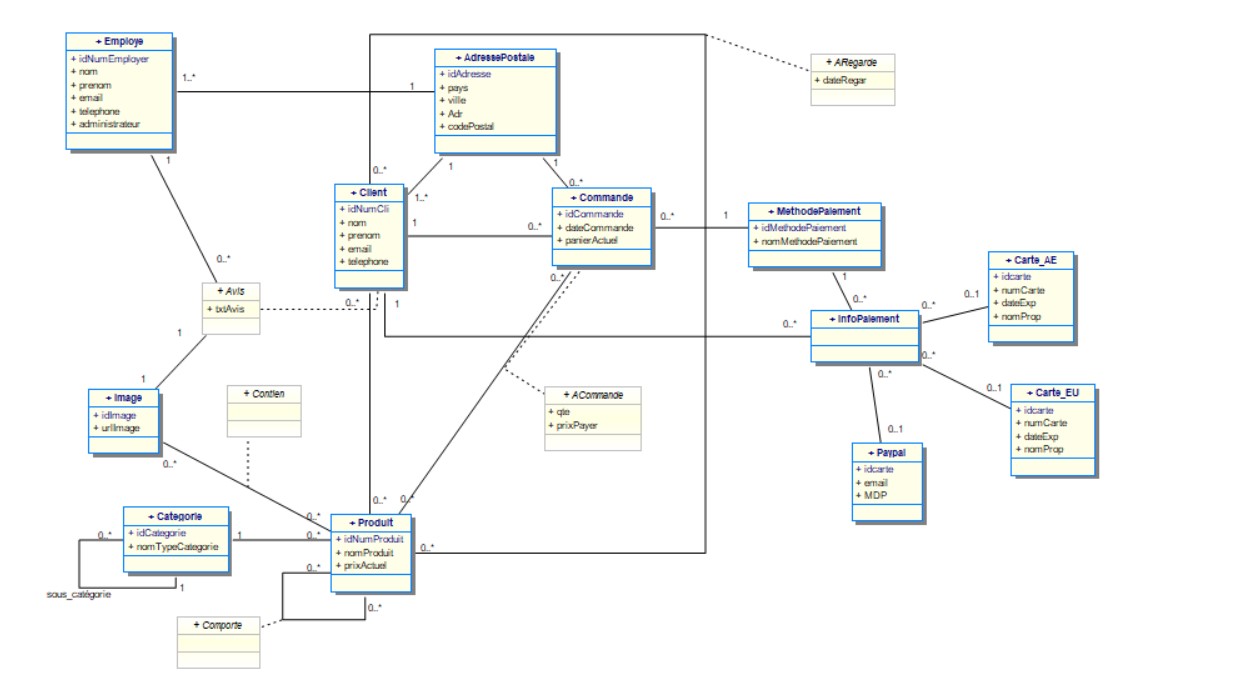 + Employe
+ idNumEmployer
+ nom
+ prenom
+ email
+ telephone
+ administrateur
1..*
1
1
+ AdressePostale
+ idAdresse
+ pays
+ ville
+ Adr
+ codePostal
1
1
+ ARegarde
+ dateRegar
0..*
1..*
0..*
+ Client
+ idNumCli
+ nom
+ prenom
+ email
+ telephone
1
0..*
0..*
1
+ Commande
+ idCommande
+ dateCommande
+ panierActuel
0..*
1
0..*
+ MethodePaiement
+ idMethodePaiement
+ nomMethodePaiement
1
0..*
+ Carte_AE
+ idcarte
+ numCarte
+ dateExp
+ nomProp
0..1
0..*
0..*
+ InfoPaiement
0..*
0..*
0..*
+ Avis
+ txtAvis
1
1
+ Image
+ idImage
+ urlImage
0..*
+ Contien
+ ACommande
+ qte
+ prixPayer
0..1
+ Carte_EU
+ idcarte
+ numCarte
+ dateExp
+ nomProp
0..1
+ Paypal
+ idcarte
+ email
+ MDP
+ Categorie
+ idCategorie
+ nomTypeCategorie
0..*
1
1
sous_catégorie
0..*
0..*
0..*
0..*
+ Produit
+ idNumProduit
+ nomProduit
+ prixActuel
0..*
0..*
0..*
+ Comporte